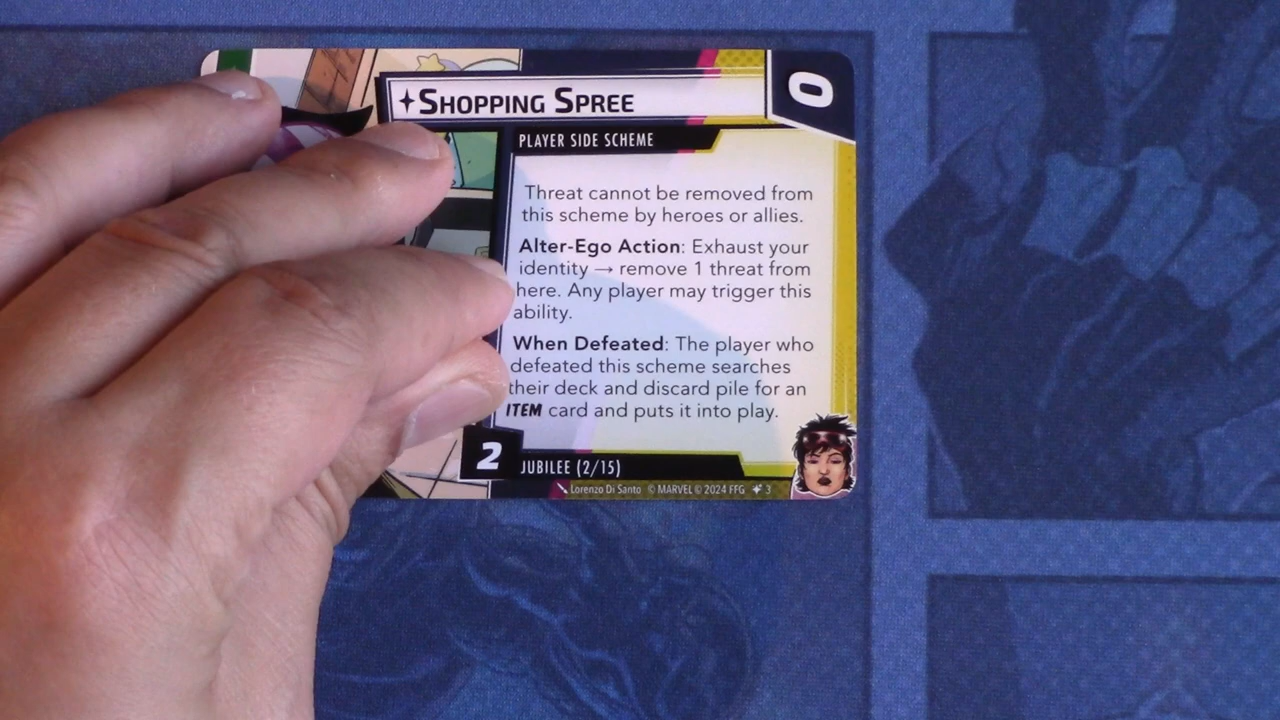 SHOPPING SPREE
0
PLAYER SIDE SCHEME
Threat cannot be removed from
this scheme by heroes or allies.
Alter-Ego Action: Exhaust your
identity → remove 1 threat from
here. Any player may trigger this
ability.
When Defeated: The player who
defeated this scheme searches
their deck and discard pile for an
ITEM card and puts it into play.
2
JUBILEE (2/15)
Lorenzo Di Santo © MARVEL © 2024 FFG 3